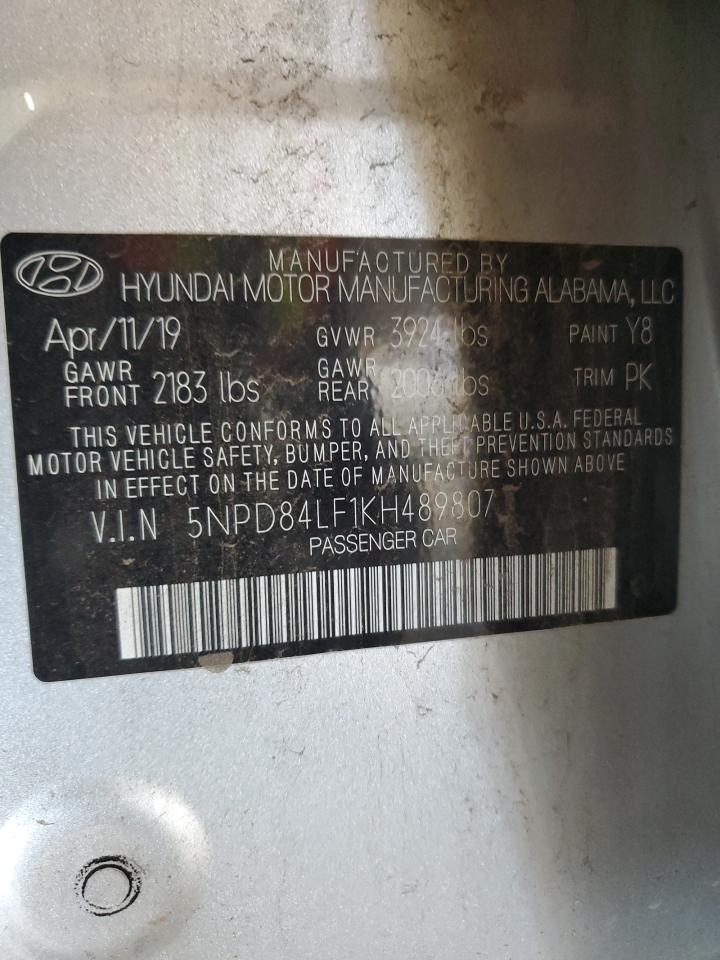 MANUFACTURED BY
HYUNDAI MOTOR MANUFACTURING ALABAMA, LLC
Apr/11/19 GVWR 3924 lbs PAINT Y8
GAWR FRONT 2183 lbs GAWR REAR 2006 lbs TRIM PK
THIS VEHICLE CONFORMS TO ALL APPLICABLE U.S.A. FEDERAL
MOTOR VEHICLE SAFETY, BUMPER, AND THEFT PREVENTION STANDARDS
IN EFFECT ON THE DATE OF MANUFACTURE SHOWN ABOVE
V.I.N 5NPD84LF1KH489807
PASSENGER CAR